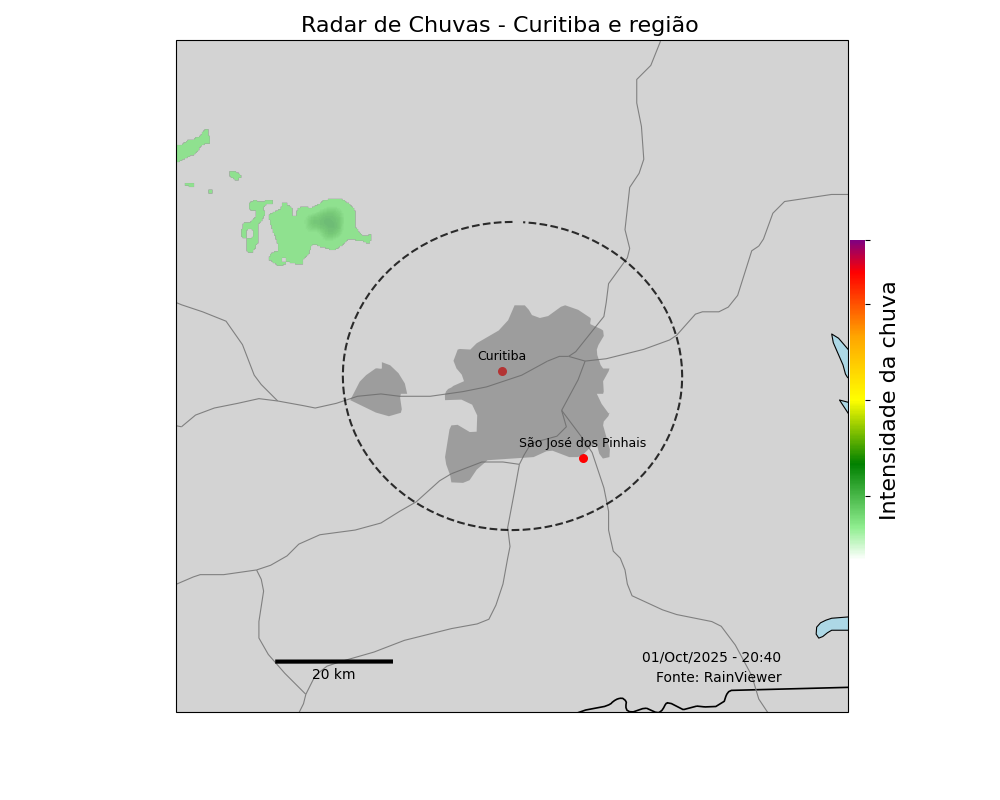 Radar de Chuvas - Curitiba e região
Curitiba
São José dos Pinhais
Intensidade da chuva
20 km
01/Oct/2025 - 20:40
Fonte: RainViewer